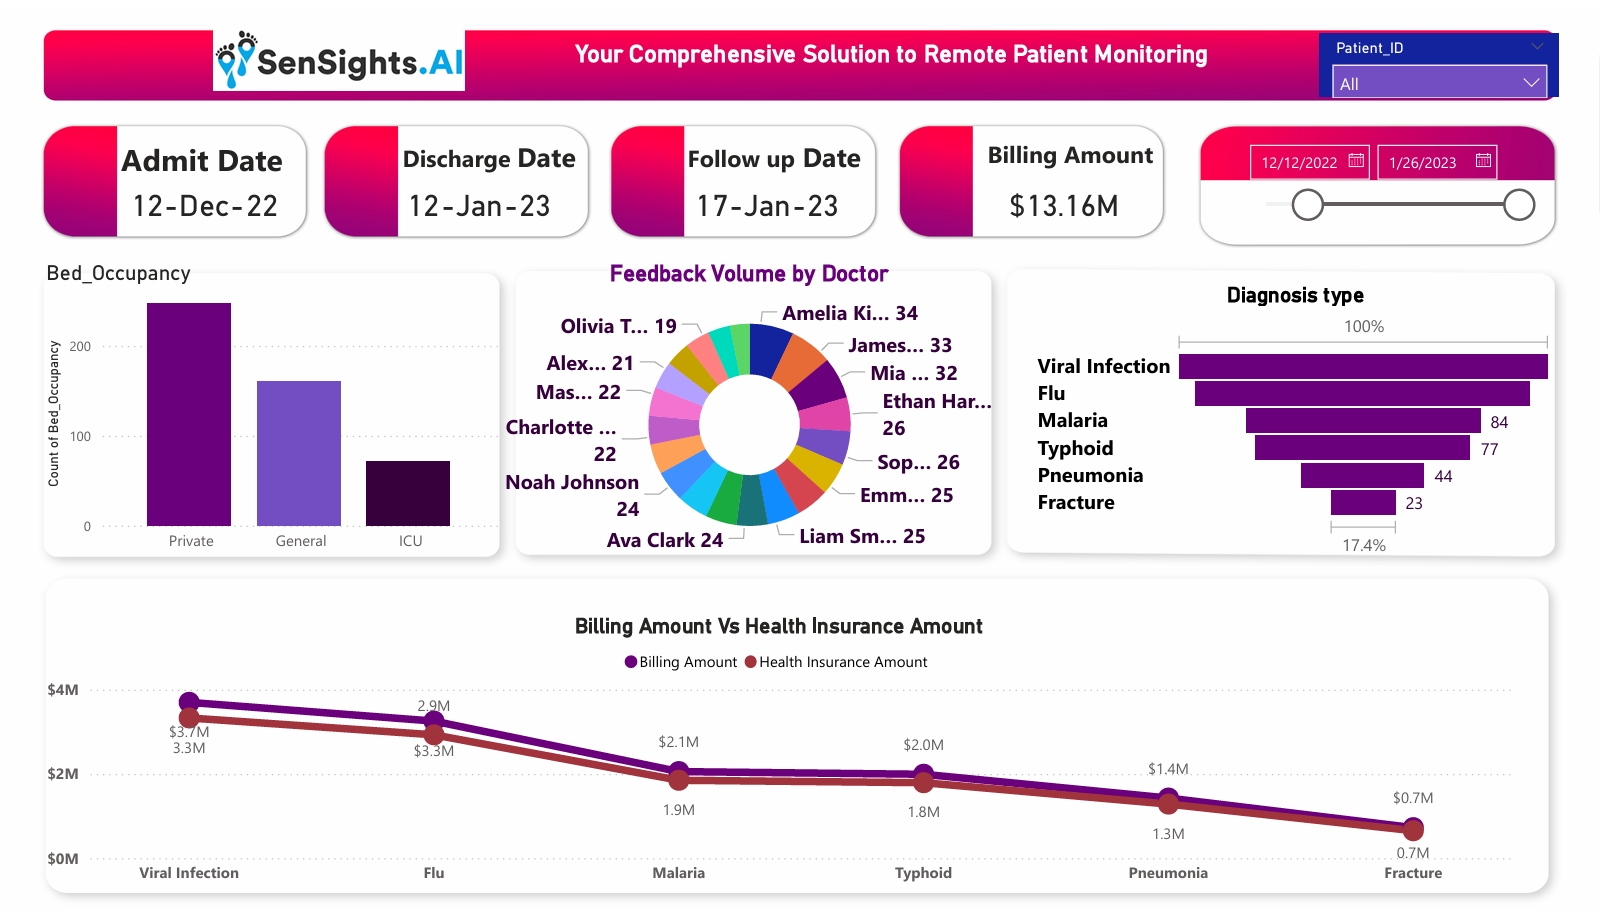 SenSights.AI
Your Comprehensive Solution to Remote Patient Monitoring
Patient_ID
All
Admit Date
12-Dec-22
Discharge Date
12-Jan-23
Follow up Date
17-Jan-23
Billing Amount
$13.16M
12/12/2022
1/26/2023
Bed_Occupancy
Count of Bed_Occupancy
200
100
0
Private
General
ICU
Feedback Volume by Doctor
Amelia Ki... 34
James... 33
Mia ... 32
Ethan Har...
26
Sop... 26
Emm... 25
Liam Sm... 25
Ava Clark 24
Noah Johnson
24
Charlotte ...
22
Mas... 22
Alex... 21
Olivia T... 19
Diagnosis type
100%
Viral Infection
Flu
Malaria 84
Typhoid 77
Pneumonia 44
Fracture 23
17.4%
Billing Amount Vs Health Insurance Amount
Billing Amount
Health Insurance Amount
$4M
$2M
$0M
$3.7M
3.3M
2.9M
$3.3M
$2.1M
1.9M
$2.0M
1.8M
$1.4M
1.3M
$0.7M
0.7M
Viral Infection
Flu
Malaria
Typhoid
Pneumonia
Fracture